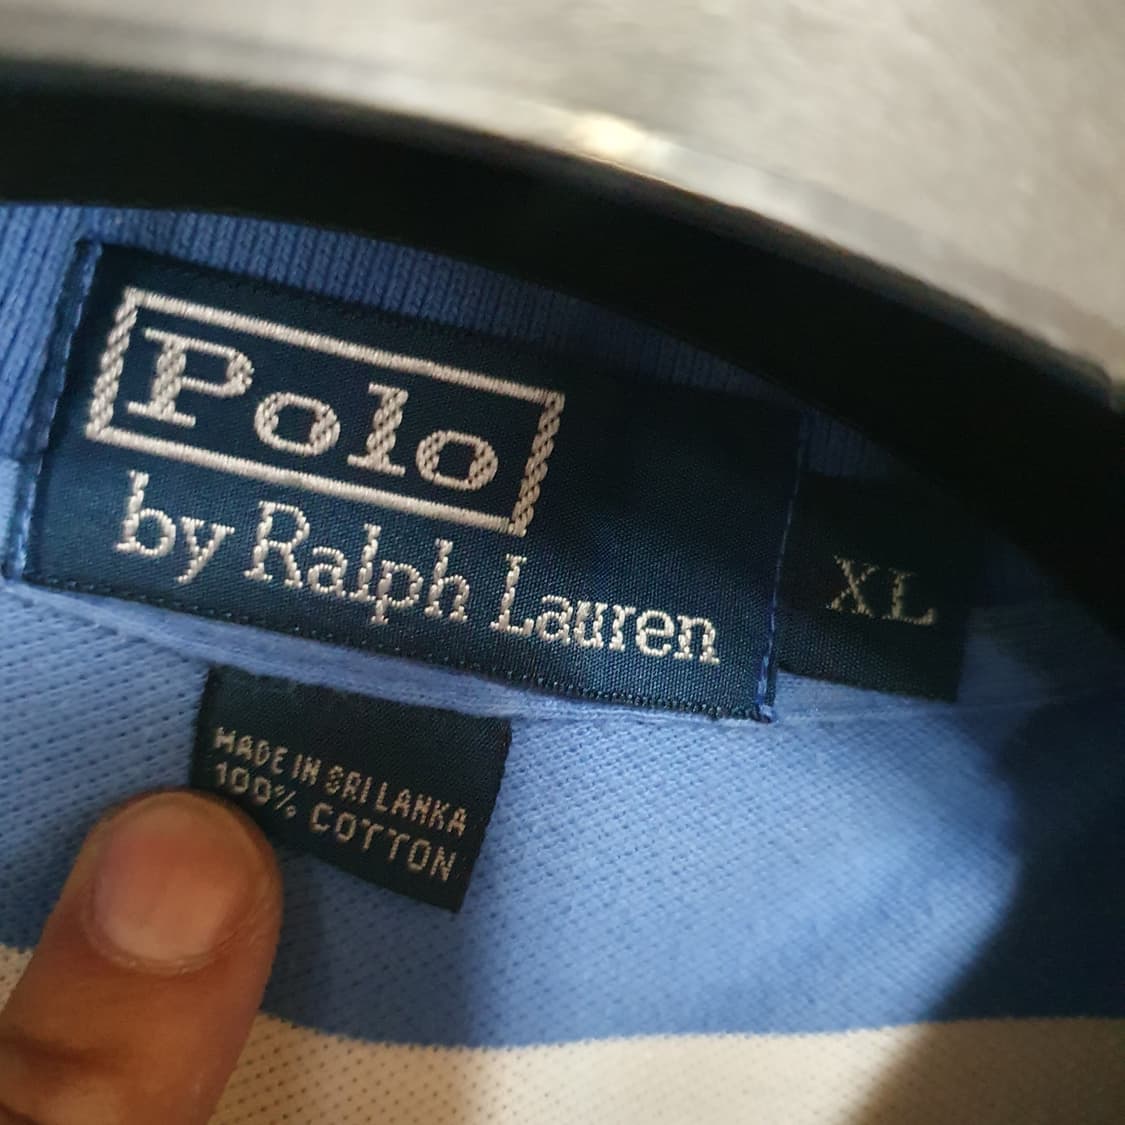 Polo
by Ralph Lauren
XL
MADE IN SRI LANKA
100% COTTON